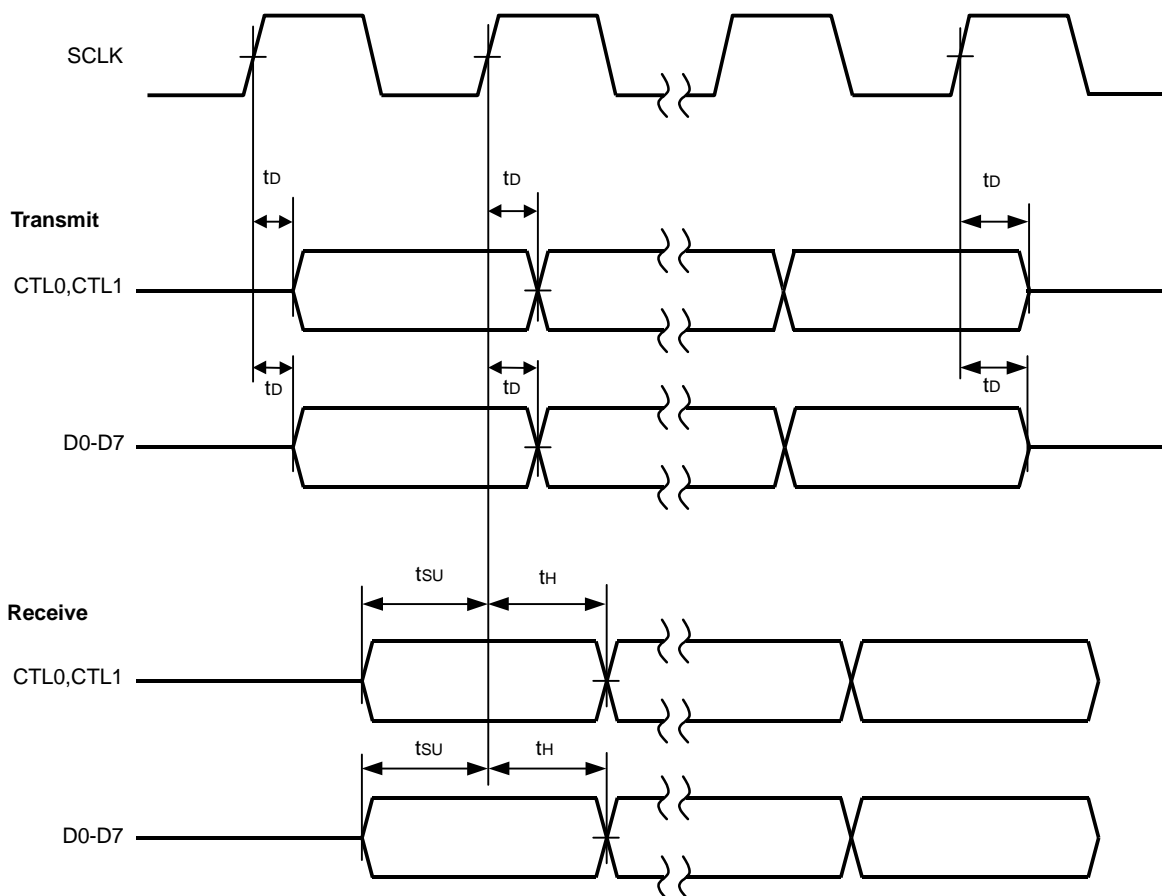 SCLK
tD
tD
tD
Transmit
CTL0,CTL1
tD
tD
tD
D0-D7
tSU
tH
Receive
CTL0,CTL1
tSU
tH
D0-D7